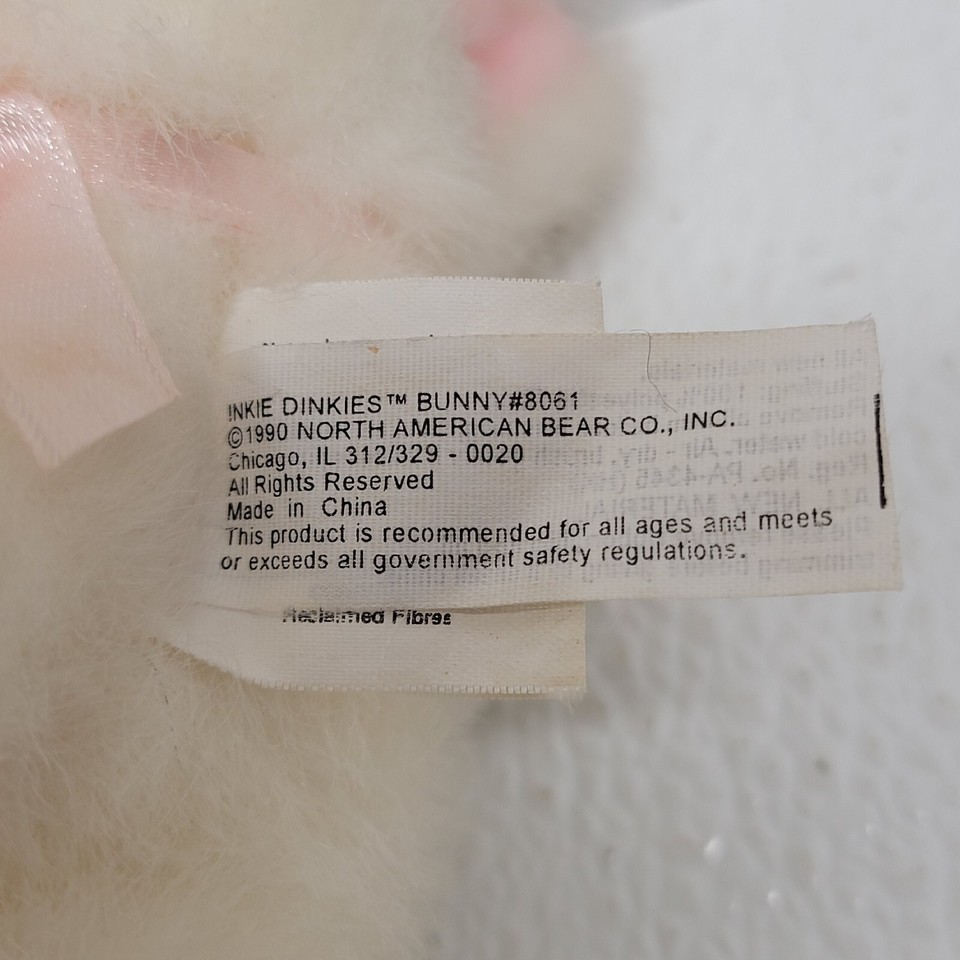 INKIE DINKIES™ BUNNY#8061
©1990 NORTH AMERICAN BEAR CO., INC.
Chicago, IL 312/329 - 0020
All Rights Reserved
Made in China
This product is recommended for all ages and meets
or exceeds all government safety regulations.
Reclaimed Fibres